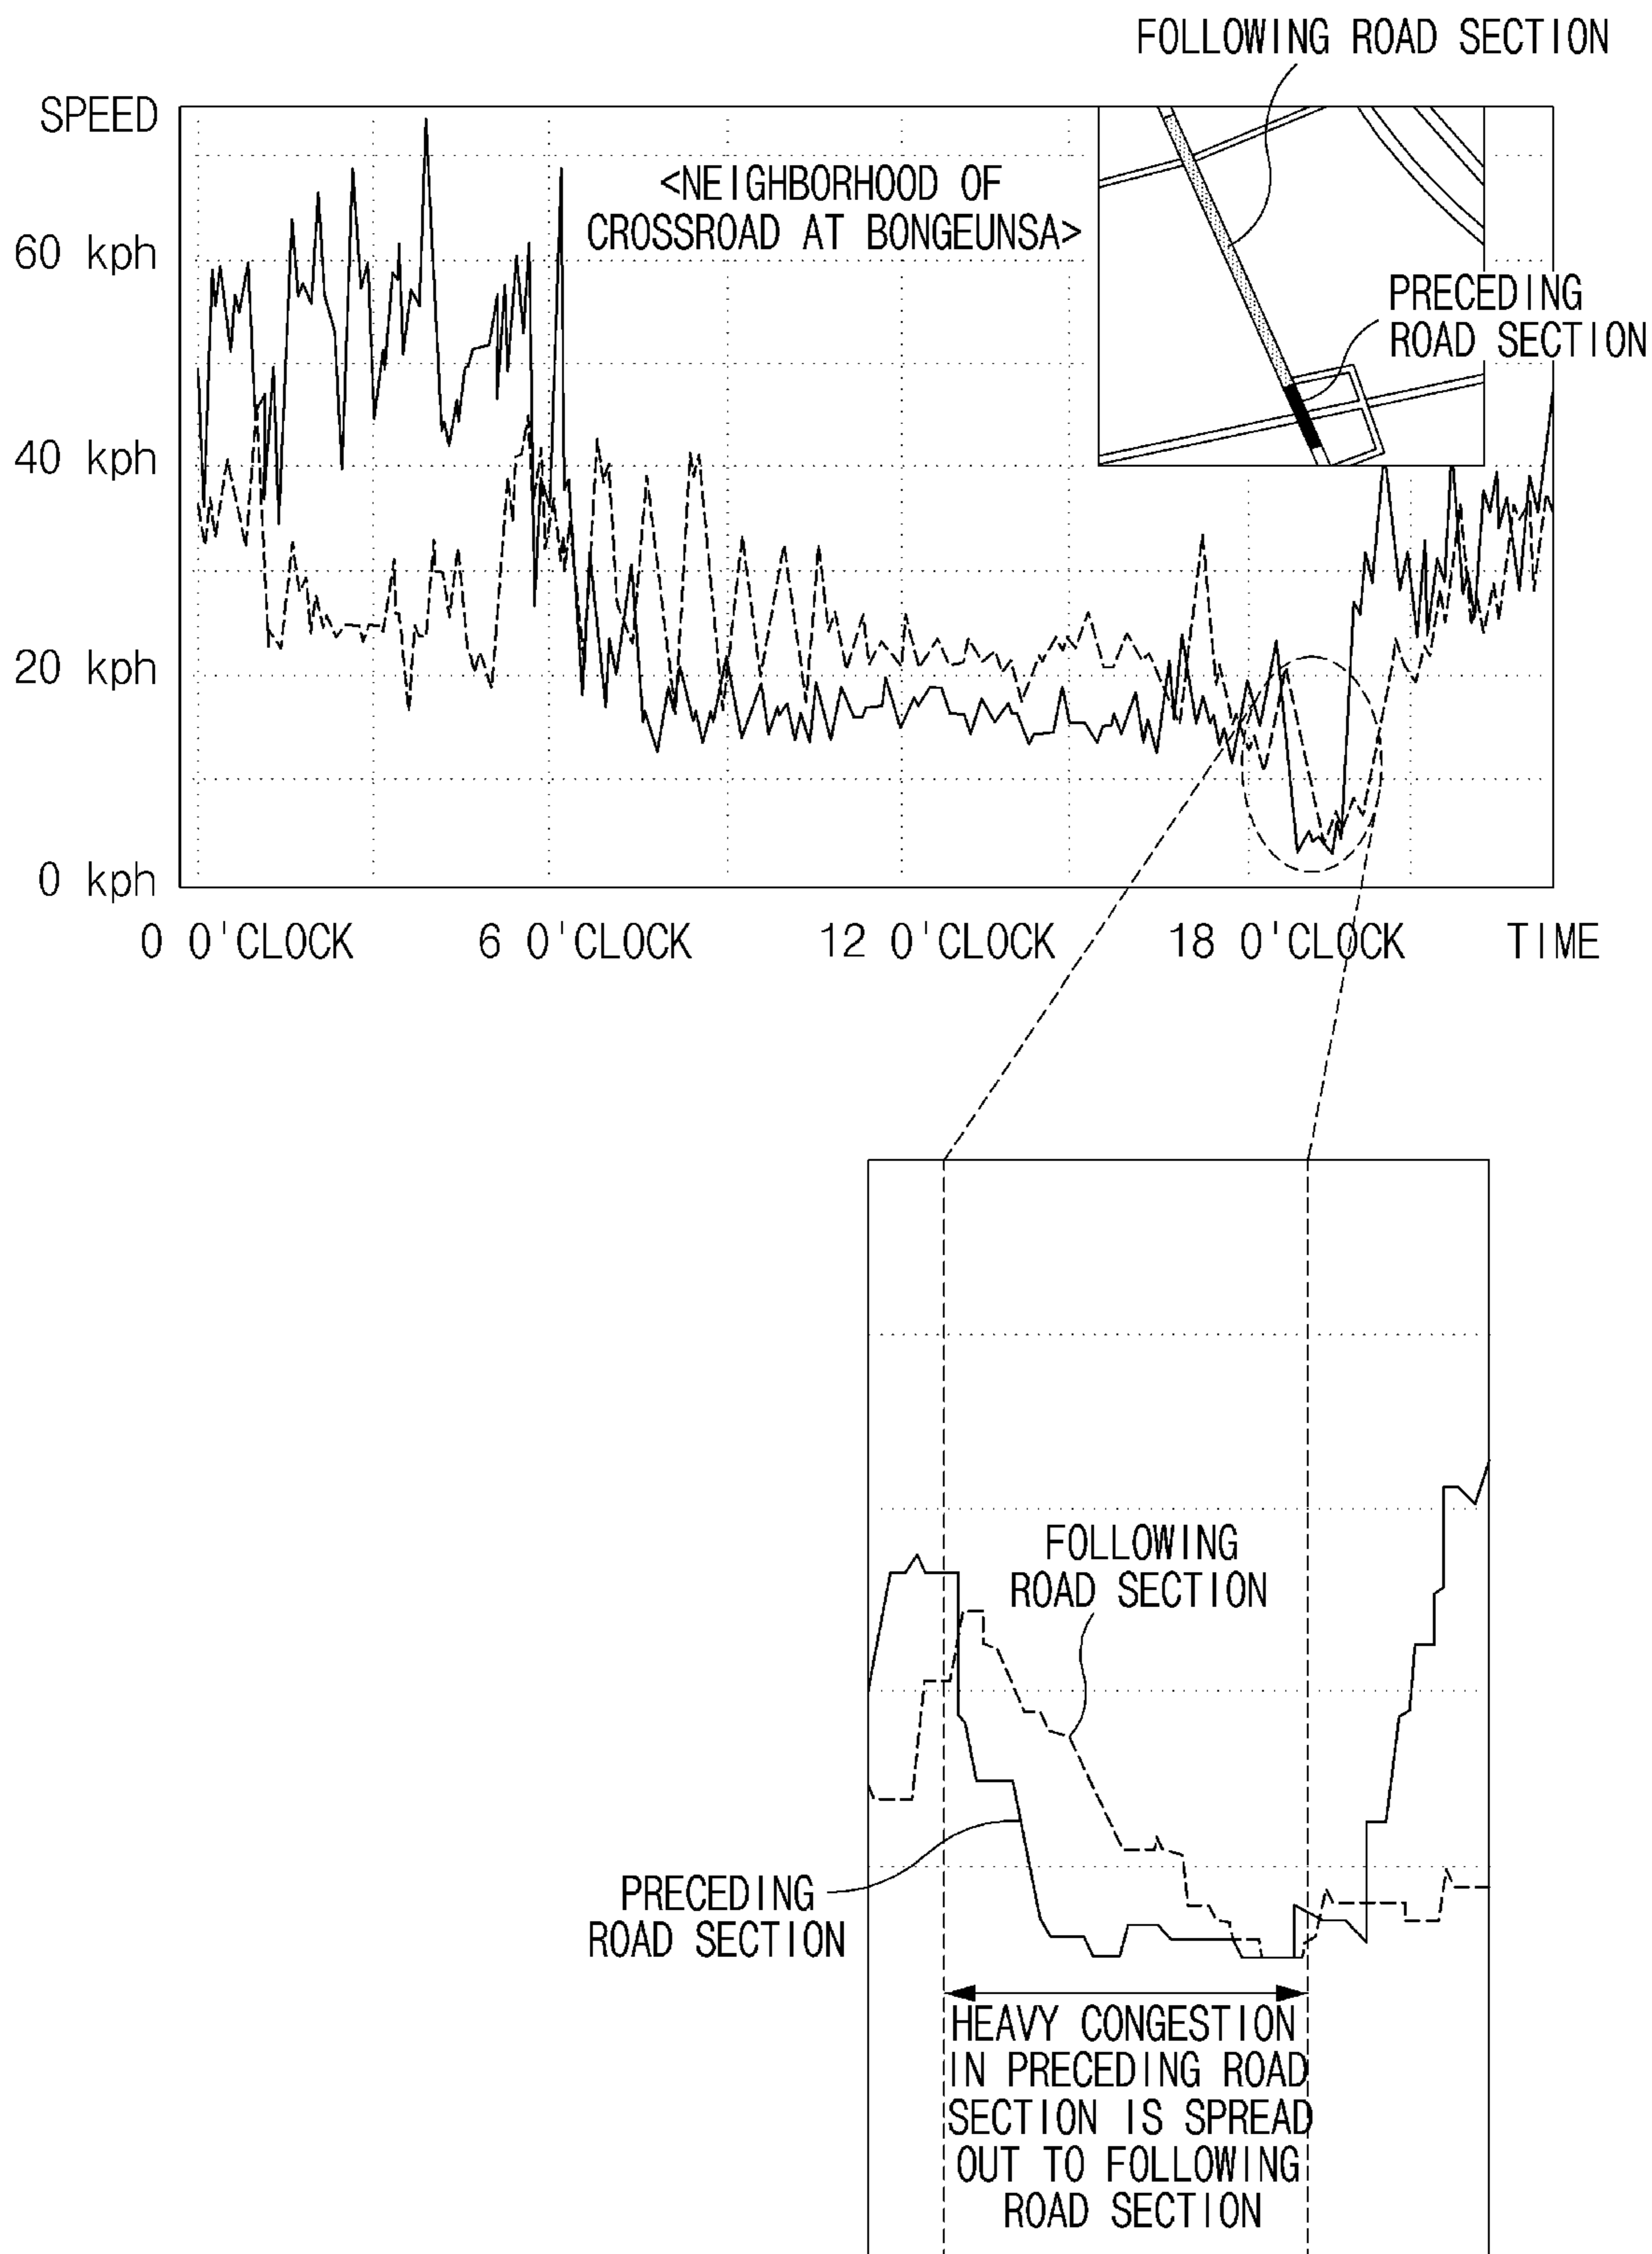 FOLLOWING ROAD SECTION
SPEED
<NEIGHBORHOOD OF
CROSSROAD AT BONGEUNSA>
60 kph
PRECEDING
ROAD SECTION
40 kph
20 kph
0 kph
0 O'CLOCK
6 O'CLOCK
12 O'CLOCK
18 O'CLOCK
TIME
FOLLOWING
ROAD SECTION
PRECEDING
ROAD SECTION
HEAVY CONGESTION
IN PRECEDING ROAD
SECTION IS SPREAD
OUT TO FOLLOWING
ROAD SECTION